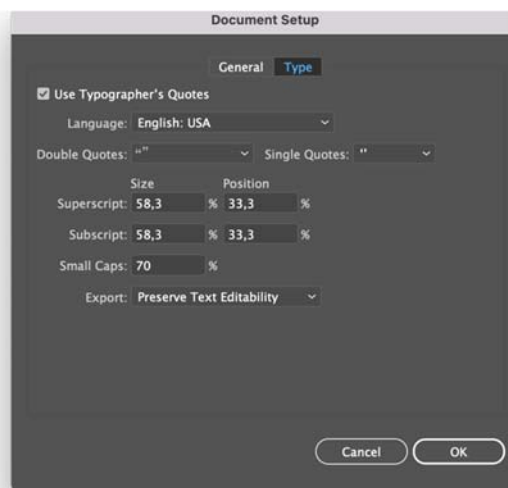 Document Setup
General Type
Use Typographer's Quotes
Language: English: USA
Double Quotes: “” Single Quotes: ‘’
Size Position
Superscript: 58,3 % 33,3 %
Subscript: 58,3 % 33,3 %
Small Caps: 70 %
Export: Preserve Text Editability
Cancel OK